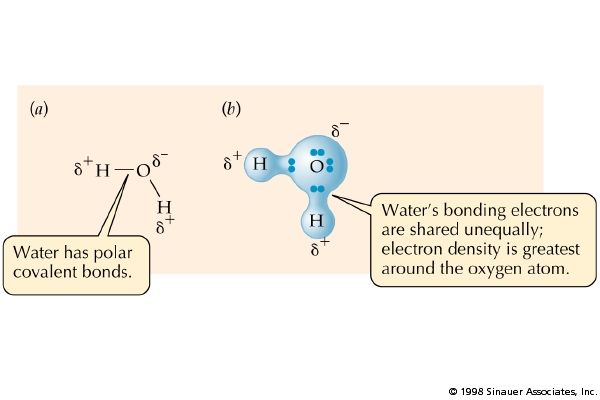 (a)
(b)
δ+ H — O δ−
H
δ+
Water has polar
covalent bonds.
δ−
δ+ H O
H
δ+
Water's bonding electrons
are shared unequally;
electron density is greatest
around the oxygen atom.
© 1998 Sinauer Associates, Inc.